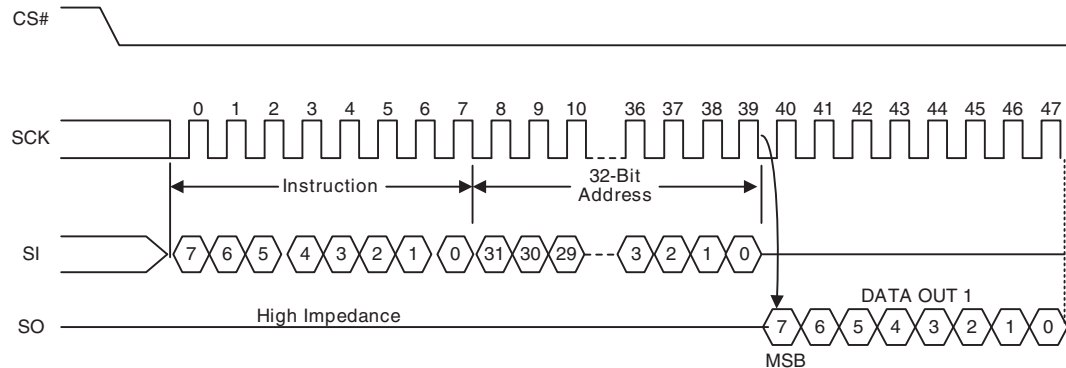 CS#
0 1 2 3 4 5 6 7 8 9 10 36 37 38 39 40 41 42 43 44 45 46 47
SCK
Instruction
32-Bit
Address
SI 7 6 5 4 3 2 1 0 31 30 29 3 2 1 0
DATA OUT 1
High Impedance
SO 7 6 5 4 3 2 1 0
MSB